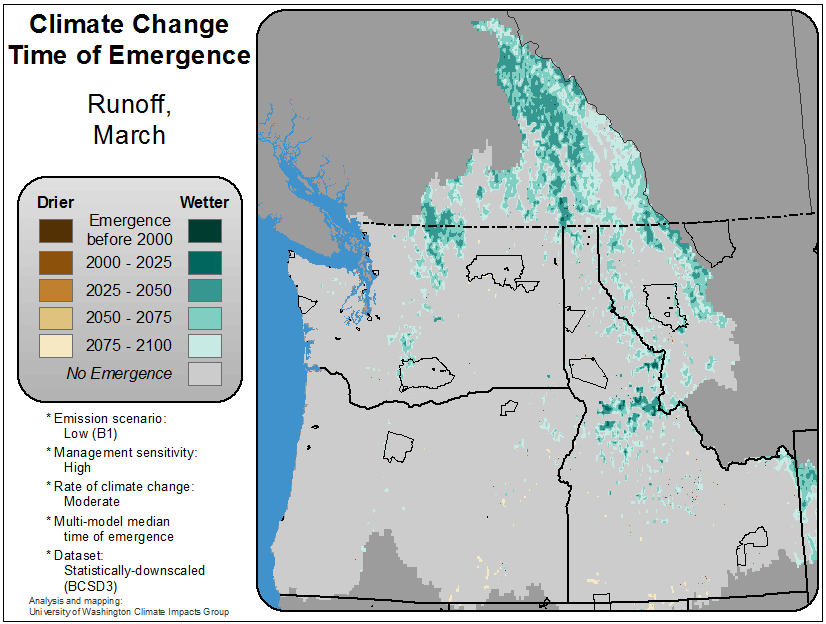 Climate Change
Time of Emergence
Runoff,
March
Drier Wetter
Emergence
before 2000
2000 - 2025
2025 - 2050
2050 - 2075
2075 - 2100
No Emergence
* Emission scenario:
Low (B1)
* Management sensitivity:
High
* Rate of climate change:
Moderate
* Multi-model median
time of emergence
* Dataset:
Statistically-downscaled
(BCSD3)
Analysis and mapping:
University of Washington Climate Impacts Group